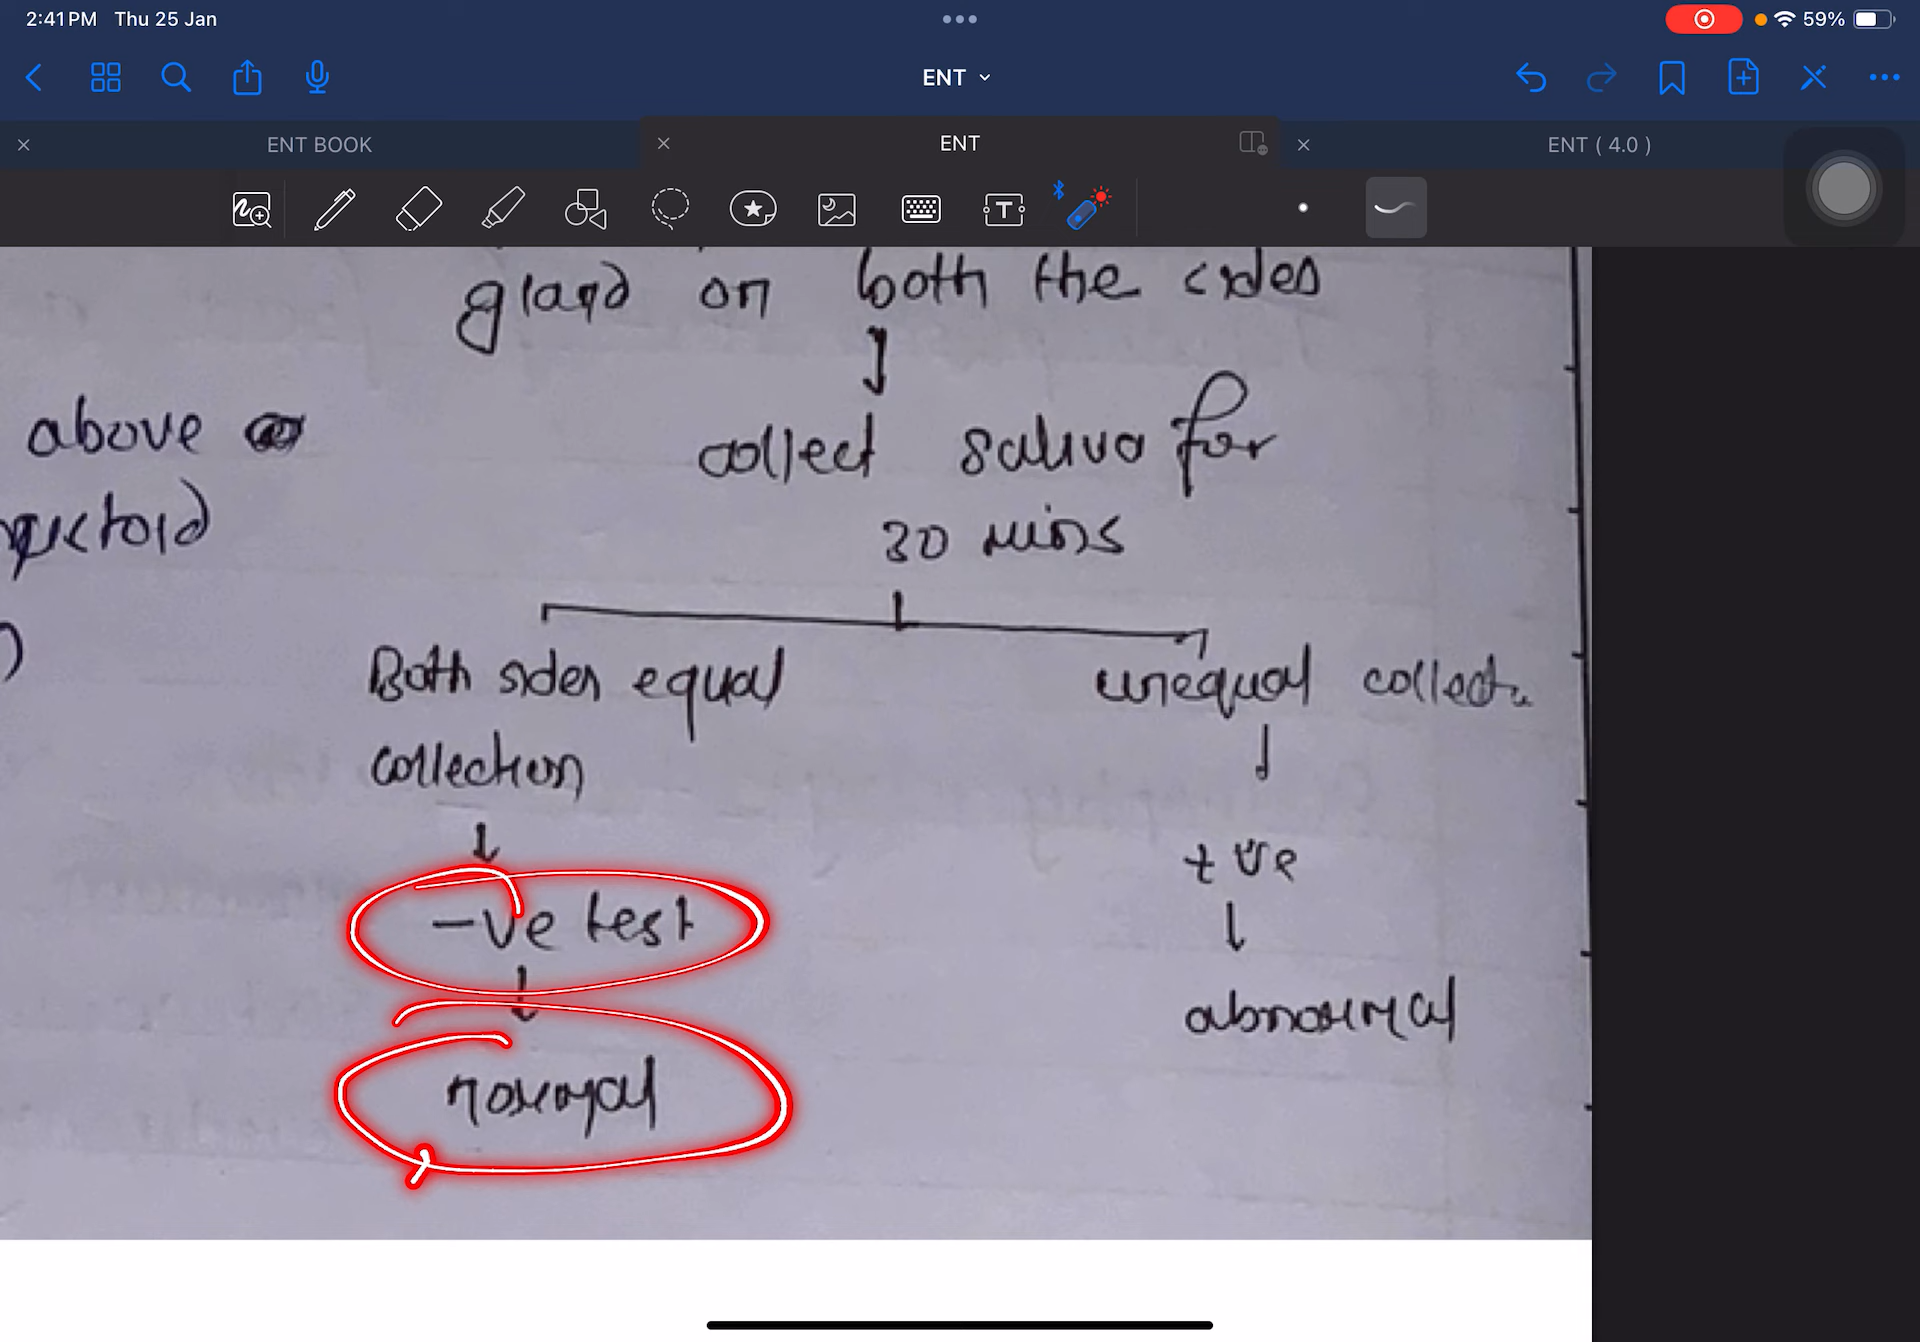 2:41 PM Thu 25 Jan
59%
ENT
ENT BOOK
ENT
ENT ( 4.0 )
gland on both the sides
collect saliva for
30 mins
above
Both sides equal
collection
-ve test
normal
unequal collectn
+ve
abnormal